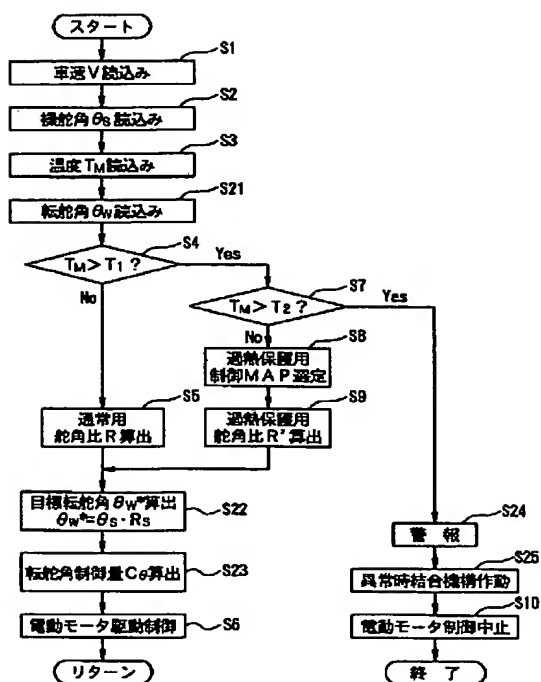 スタート
S1
車速V読込み
S2
操舵角θs読込み
S3
温度TM読込み
S21
転舵角θW読込み
S4
TM>T1?
Yes
No
S7
TM>T2?
Yes
No
S8
過熱保護用
制御MAP選定
S5
通常用
舵角比R算出
S9
過熱保護用
舵角比R'算出
目標転舵角θW*算出
θW*=θs・Rs
S22
転舵角制御量Cθ算出
S23
電動モータ駆動制御
S6
リターン
S24
警報
S25
異常時結合機構作動
S10
電動モータ制御中止
終了